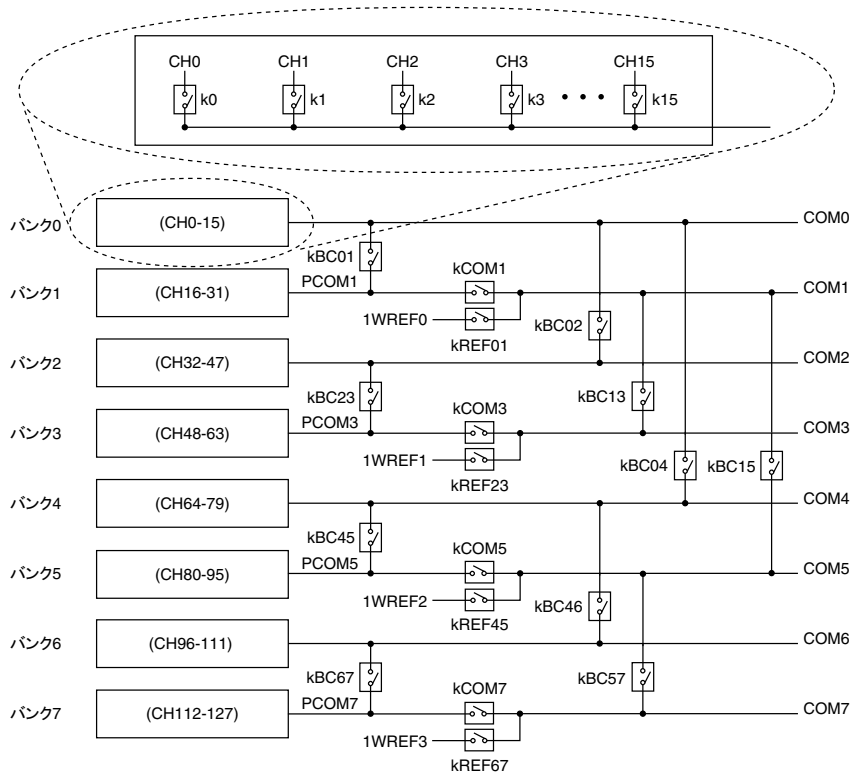 CH0 CH1 CH2 CH3 CH15
k0 k1 k2 k3 • • • k15
バンク0 (CH0-15) COM0
kBC01
PCOM1 kCOM1
バンク1 (CH16-31) COM1
1WREF0
kREF01 kBC02
バンク2 (CH32-47) COM2
kBC23 kBC13
PCOM3 kCOM3
バンク3 (CH48-63) COM3
1WREF1
kREF23 kBC04 kBC15
バンク4 (CH64-79) COM4
kBC45
PCOM5 kCOM5
バンク5 (CH80-95) COM5
1WREF2
kREF45 kBC46
バンク6 (CH96-111) COM6
kBC67 kBC57
PCOM7 kCOM7
バンク7 (CH112-127) COM7
1WREF3
kREF67